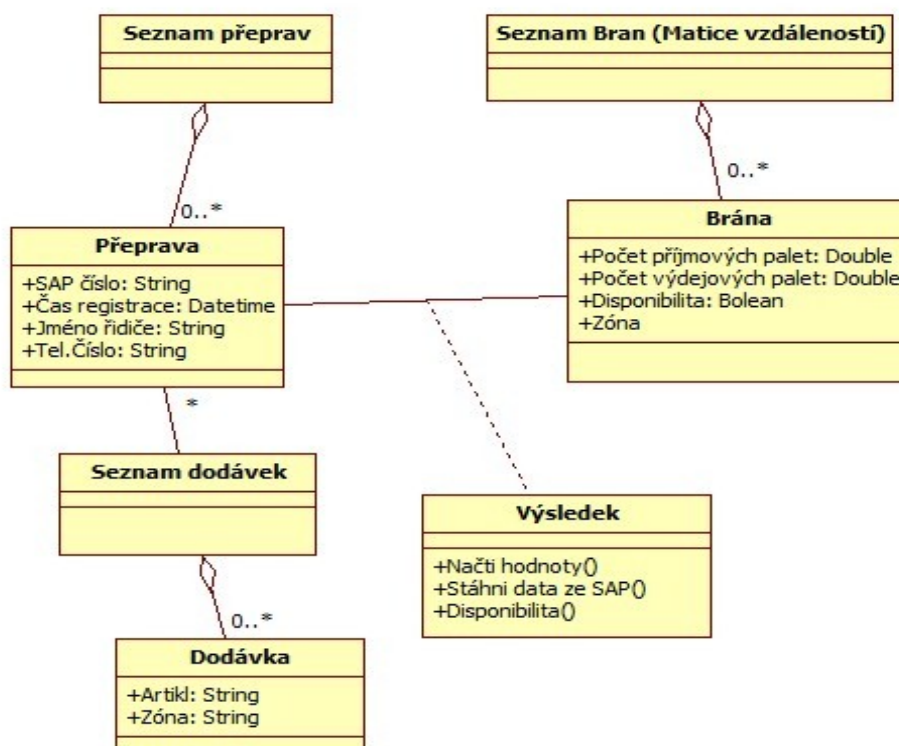 Seznam přeprav
Seznam Bran (Matice vzdáleností)
0..*
0..*
Přeprava
+SAP číslo: String
+Čas registrace: Datetime
+Jméno řidiče: String
+Tel.Číslo: String
Brána
+Počet příjmových palet: Double
+Počet výdejových palet: Double
+Disponibilita: Bolean
+Zóna
*
Seznam dodávek
Výsledek
+Načti hodnoty()
+Stáhni data ze SAP()
+Disponibilita()
0..*
Dodávka
+Artikl: String
+Zóna: String